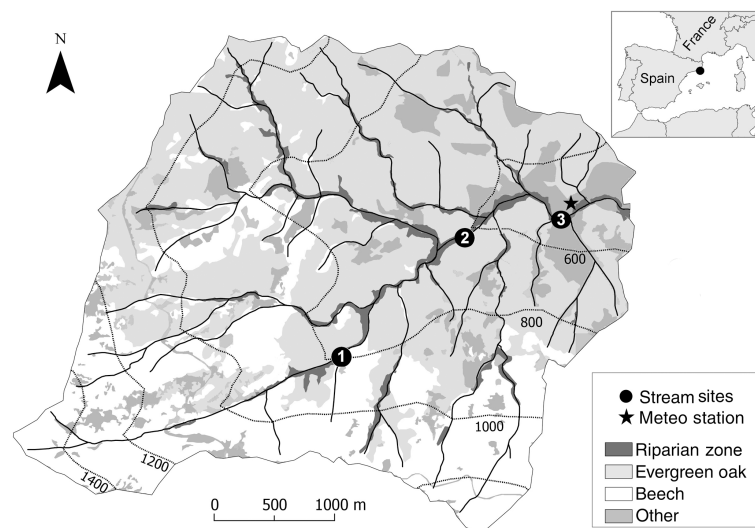 N
France
Spain
3
2
600
800
1
1000
1200
1400
0 500 1000 m
Stream sites
Meteo station
Riparian zone
Evergreen oak
Beech
Other